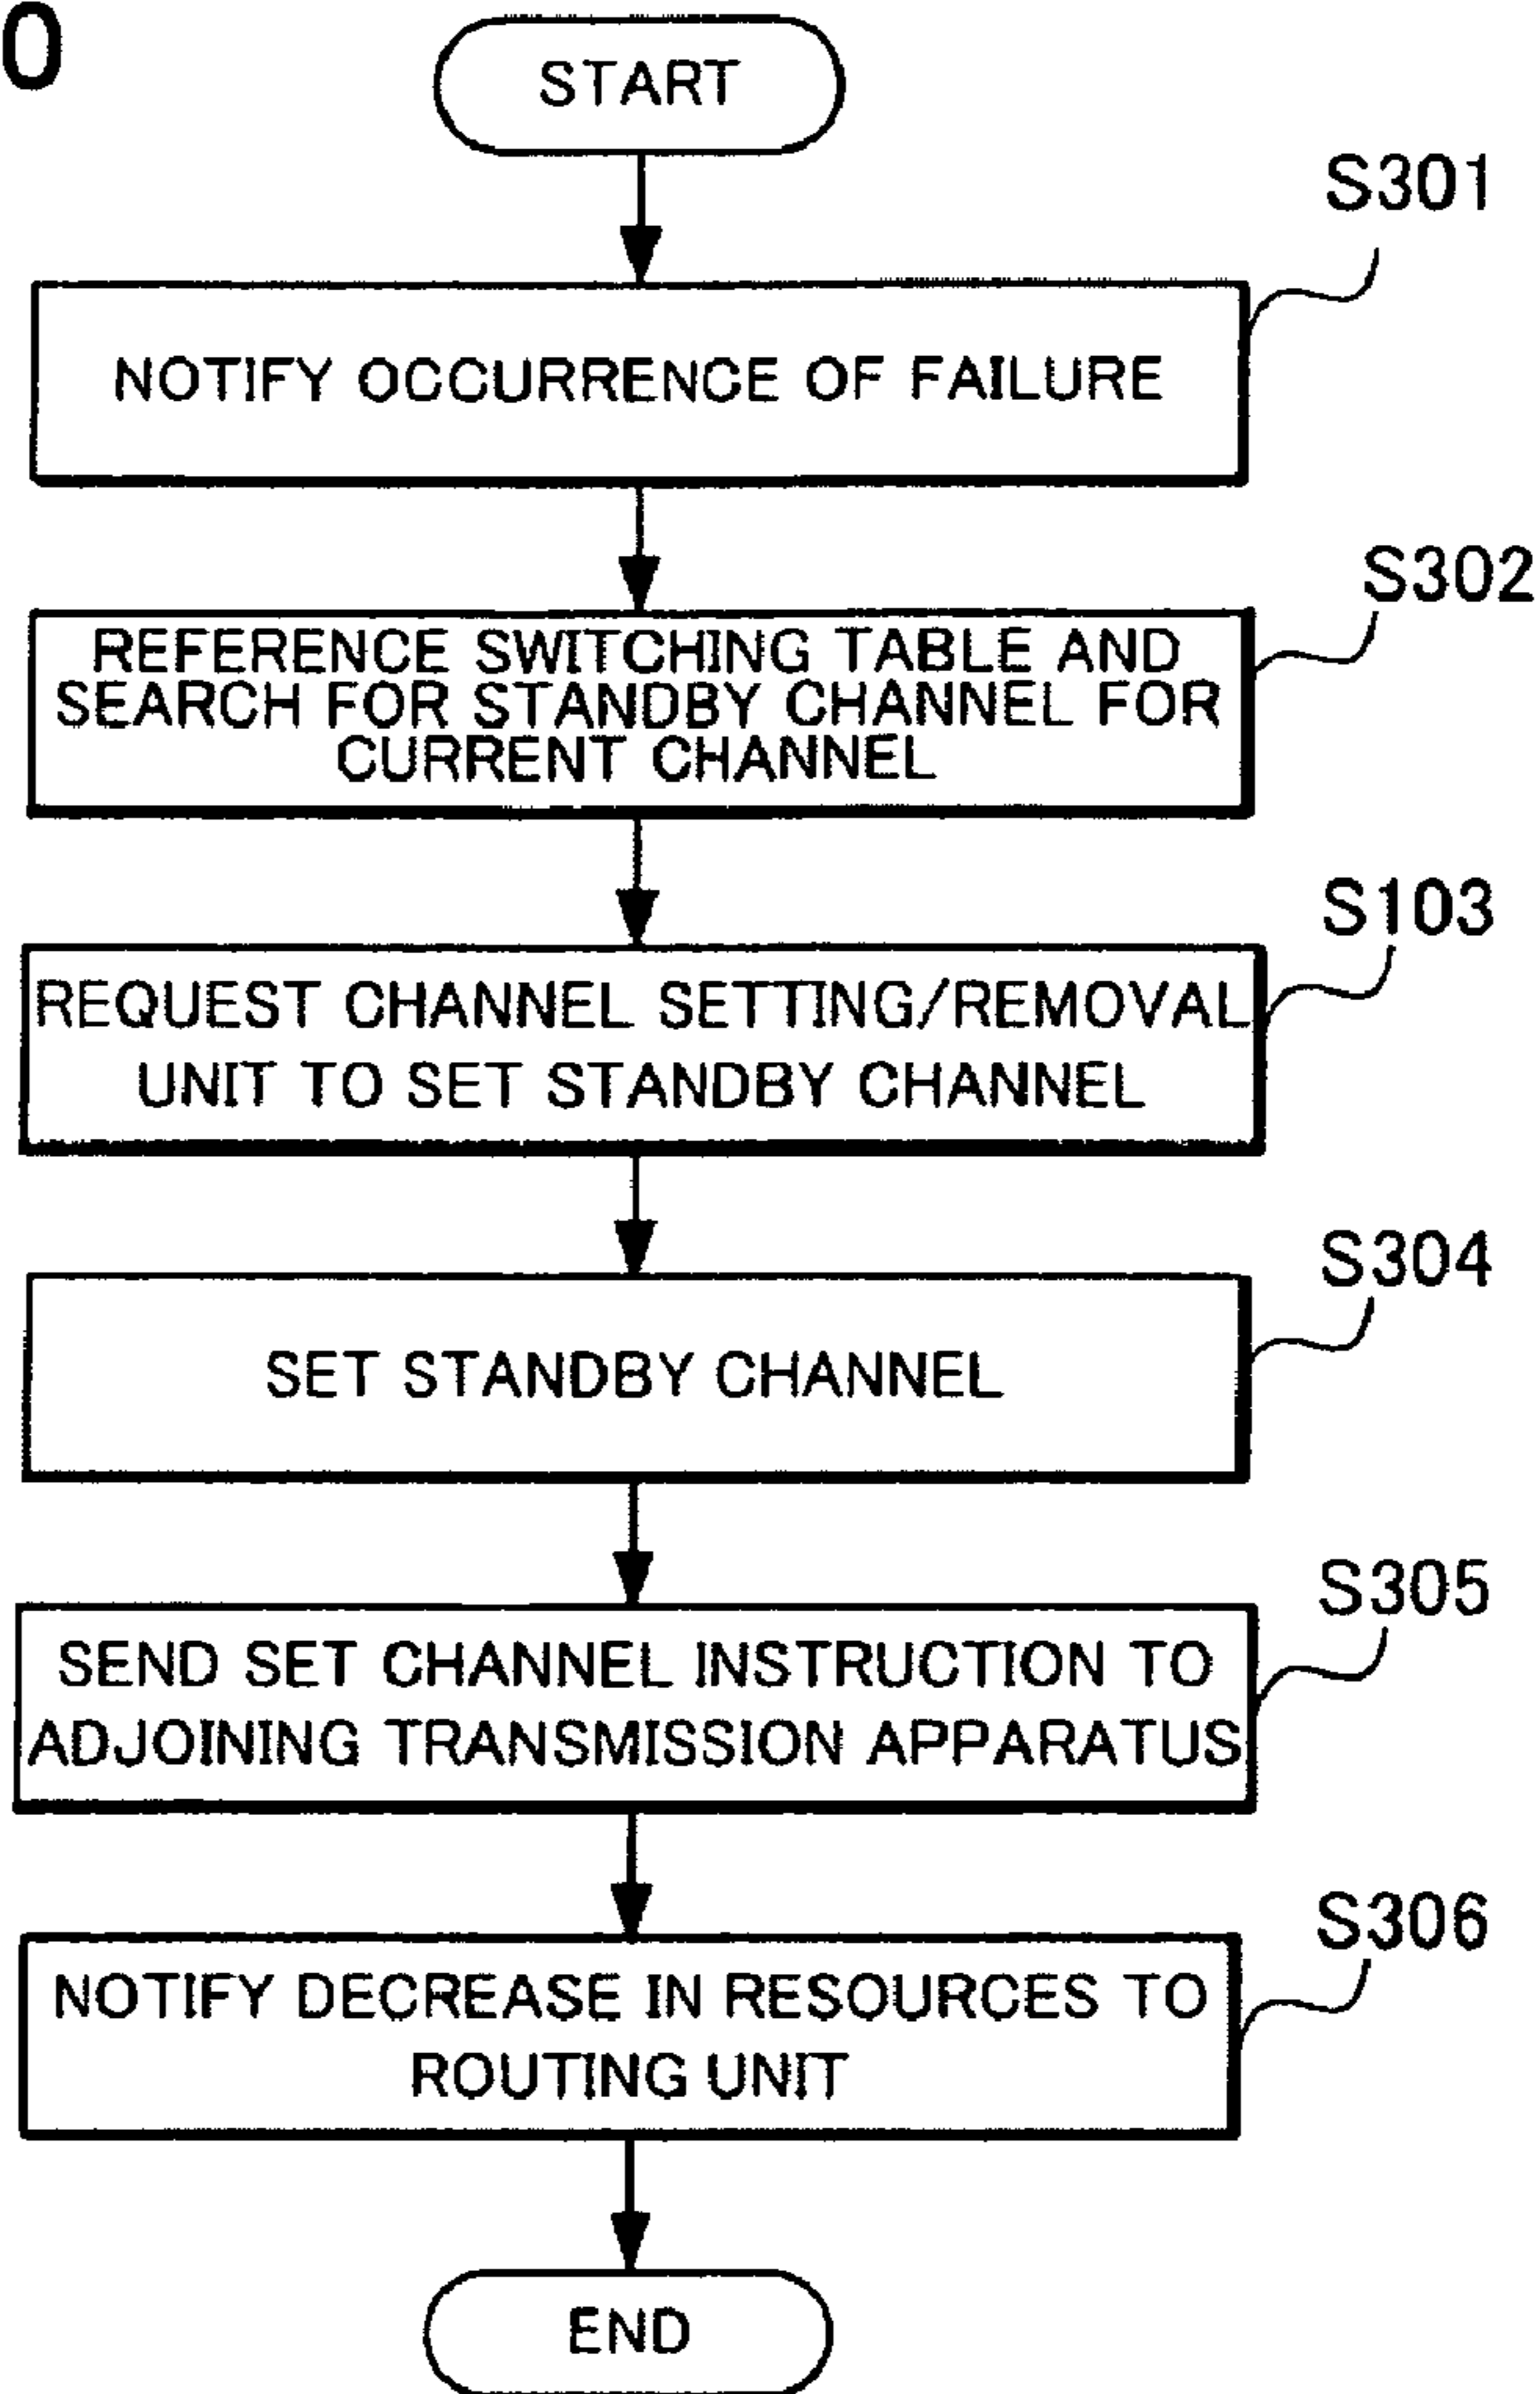 0
START
S301
NOTIFY OCCURRENCE OF FAILURE
S302
REFERENCE SWITCHING TABLE AND
SEARCH FOR STANDBY CHANNEL FOR
CURRENT CHANNEL
S103
REQUEST CHANNEL SETTING/REMOVAL
UNIT TO SET STANDBY CHANNEL
S304
SET STANDBY CHANNEL
S305
SEND SET CHANNEL INSTRUCTION TO
ADJOINING TRANSMISSION APPARATUS
S306
NOTIFY DECREASE IN RESOURCES TO
ROUTING UNIT
END